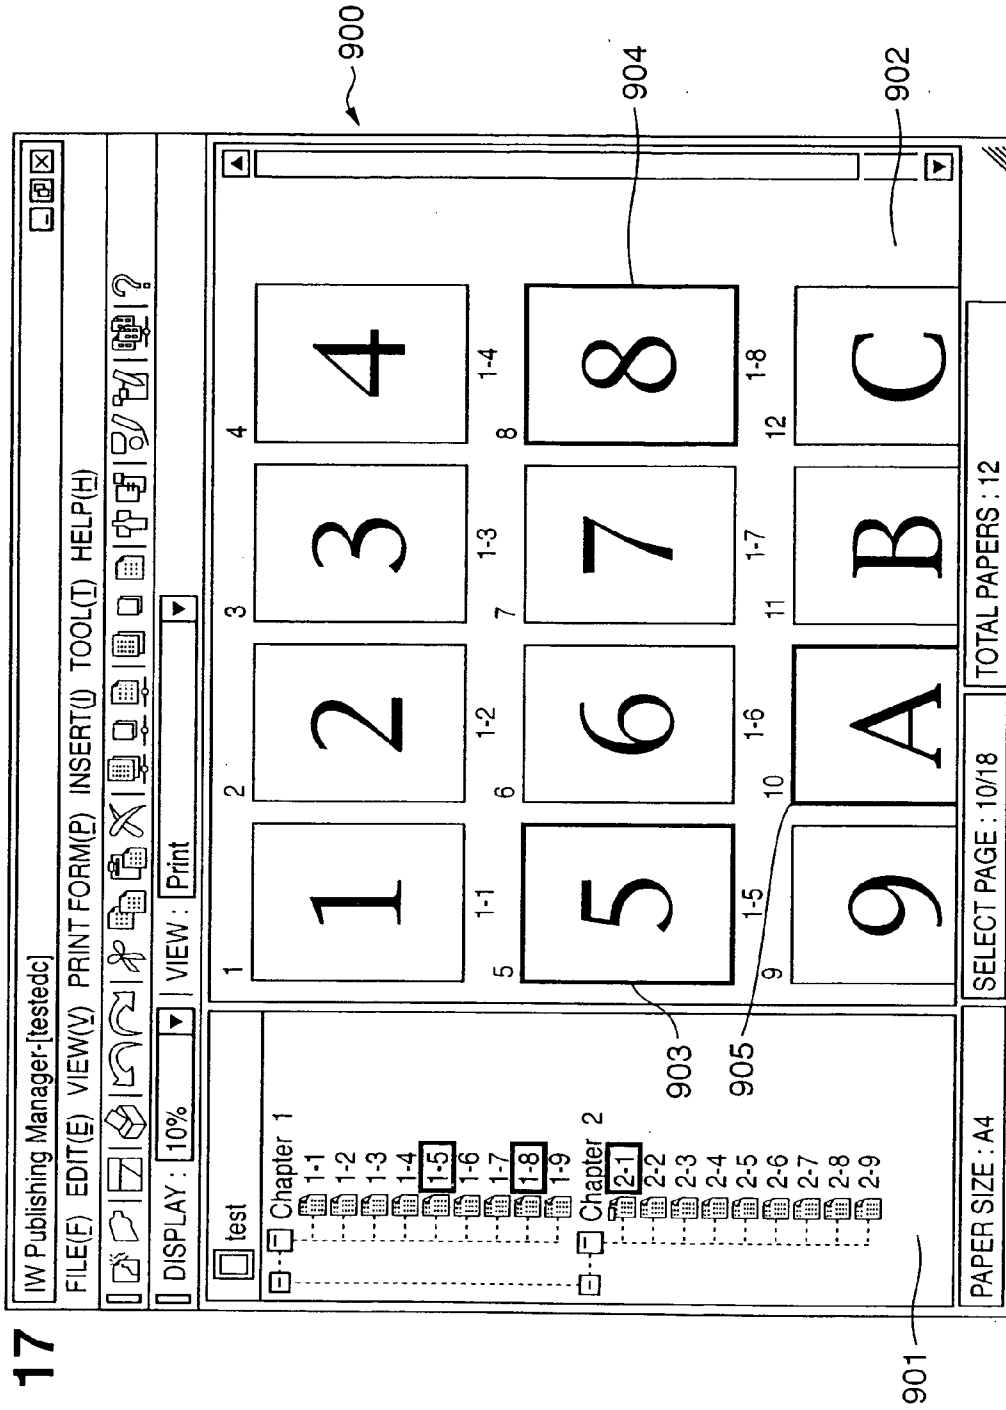 17
IW Publishing Manager-[testedc]
FILE(F) EDIT(E) VIEW(V) PRINT FORM(P) INSERT(I) TOOL(T) HELP(H)
?
DISPLAY : 10% VIEW : Print
900
test
Chapter 1
1-1
1-2
1-3
1-4
1-5
1-6
1-7
1-8
1-9
Chapter 2
2-1
2-2
2-3
2-4
2-5
2-6
2-7
2-8
2-9
901
1 2 3 4
1 2 3 4
1-1 1-2 1-3 1-4
904
5 6 7 8
5 6 7 8
903
1-5 1-6 1-7 1-8
905
9 10 11 12
9 A B C
902
PAPER SIZE : A4 SELECT PAGE : 10/18 TOTAL PAPERS : 12